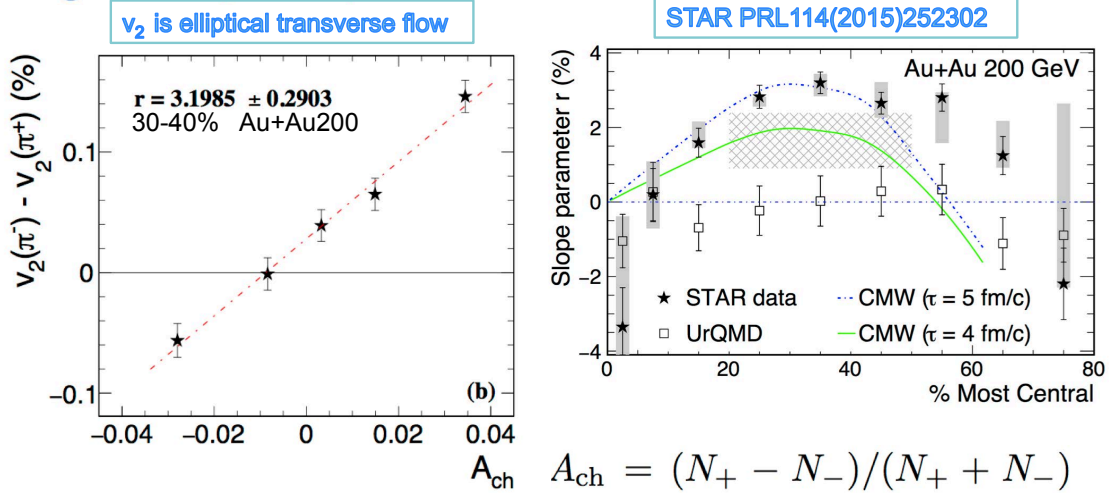 v₂ is elliptical transverse flow
STAR PRL114(2015)252302
v₂(π⁻) - v₂(π⁺) (%)
r = 3.1985 ± 0.2903
30-40% Au+Au200
0.1
0
−0.1
(b)
−0.04
−0.02
0
0.02
0.04
A_ch
Slope parameter r (%)
Au+Au 200 GeV
4
2
0
−2
−4
STAR data
CMW (τ = 5 fm/c)
UrQMD
CMW (τ = 4 fm/c)
0
20
40
60
80
% Most Central
A_ch = (N₊ − N₋)/(N₊ + N₋)